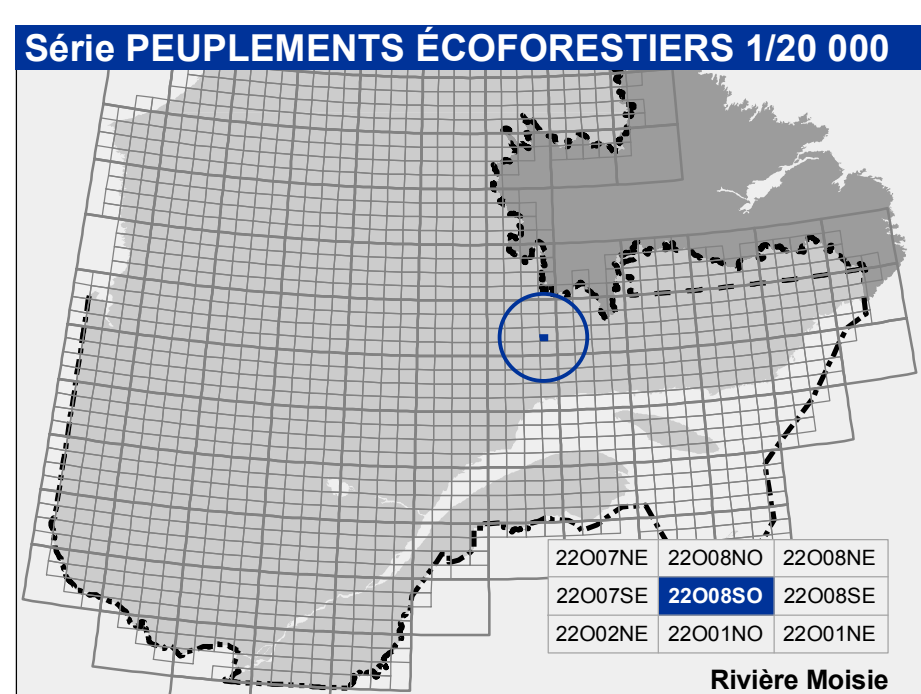 Série PEUPLEMENTS ÉCOFORESTIERS 1/20 000
22O07NE 22O08NO 22O08NE
22O07SE 22O08SO 22O08SE
22O02NE 22O01NO 22O01NE
Rivière Moisie